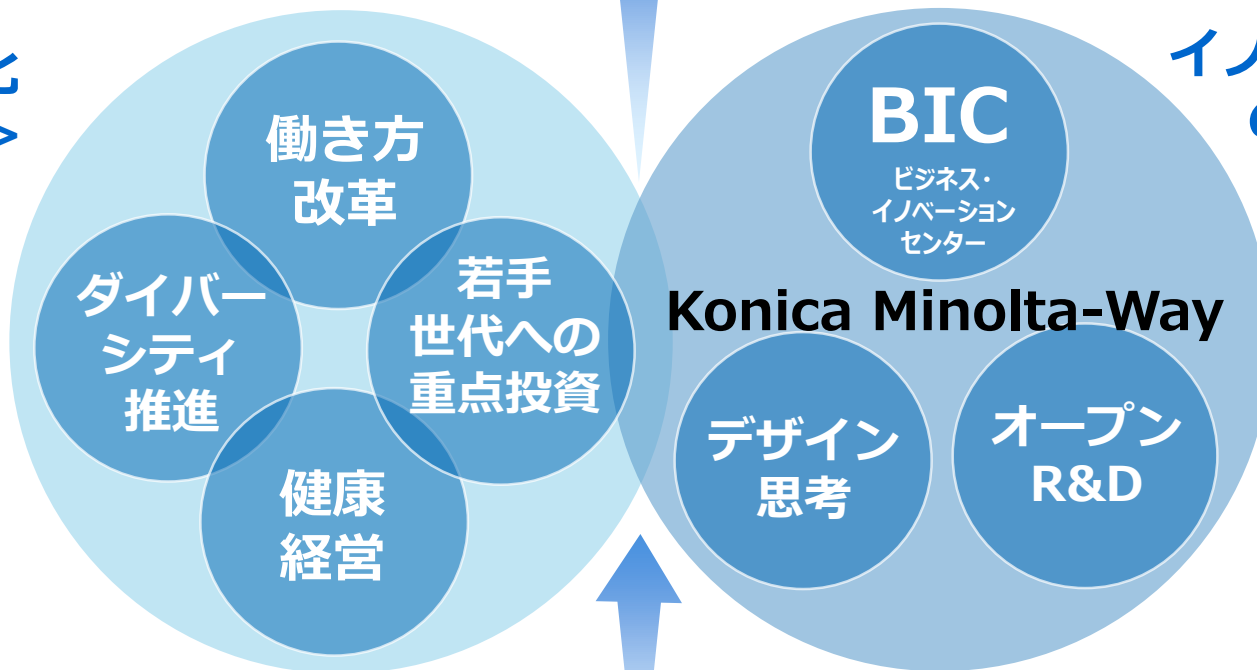 化
>
働き方
改革
ダイバー
シティ
推進
若手
世代への
重点投資
健康
経営
イノ
BIC
ビジネス・
イノベーション
センター
Konica Minolta-Way
デザイン
思考
オープン
R&D